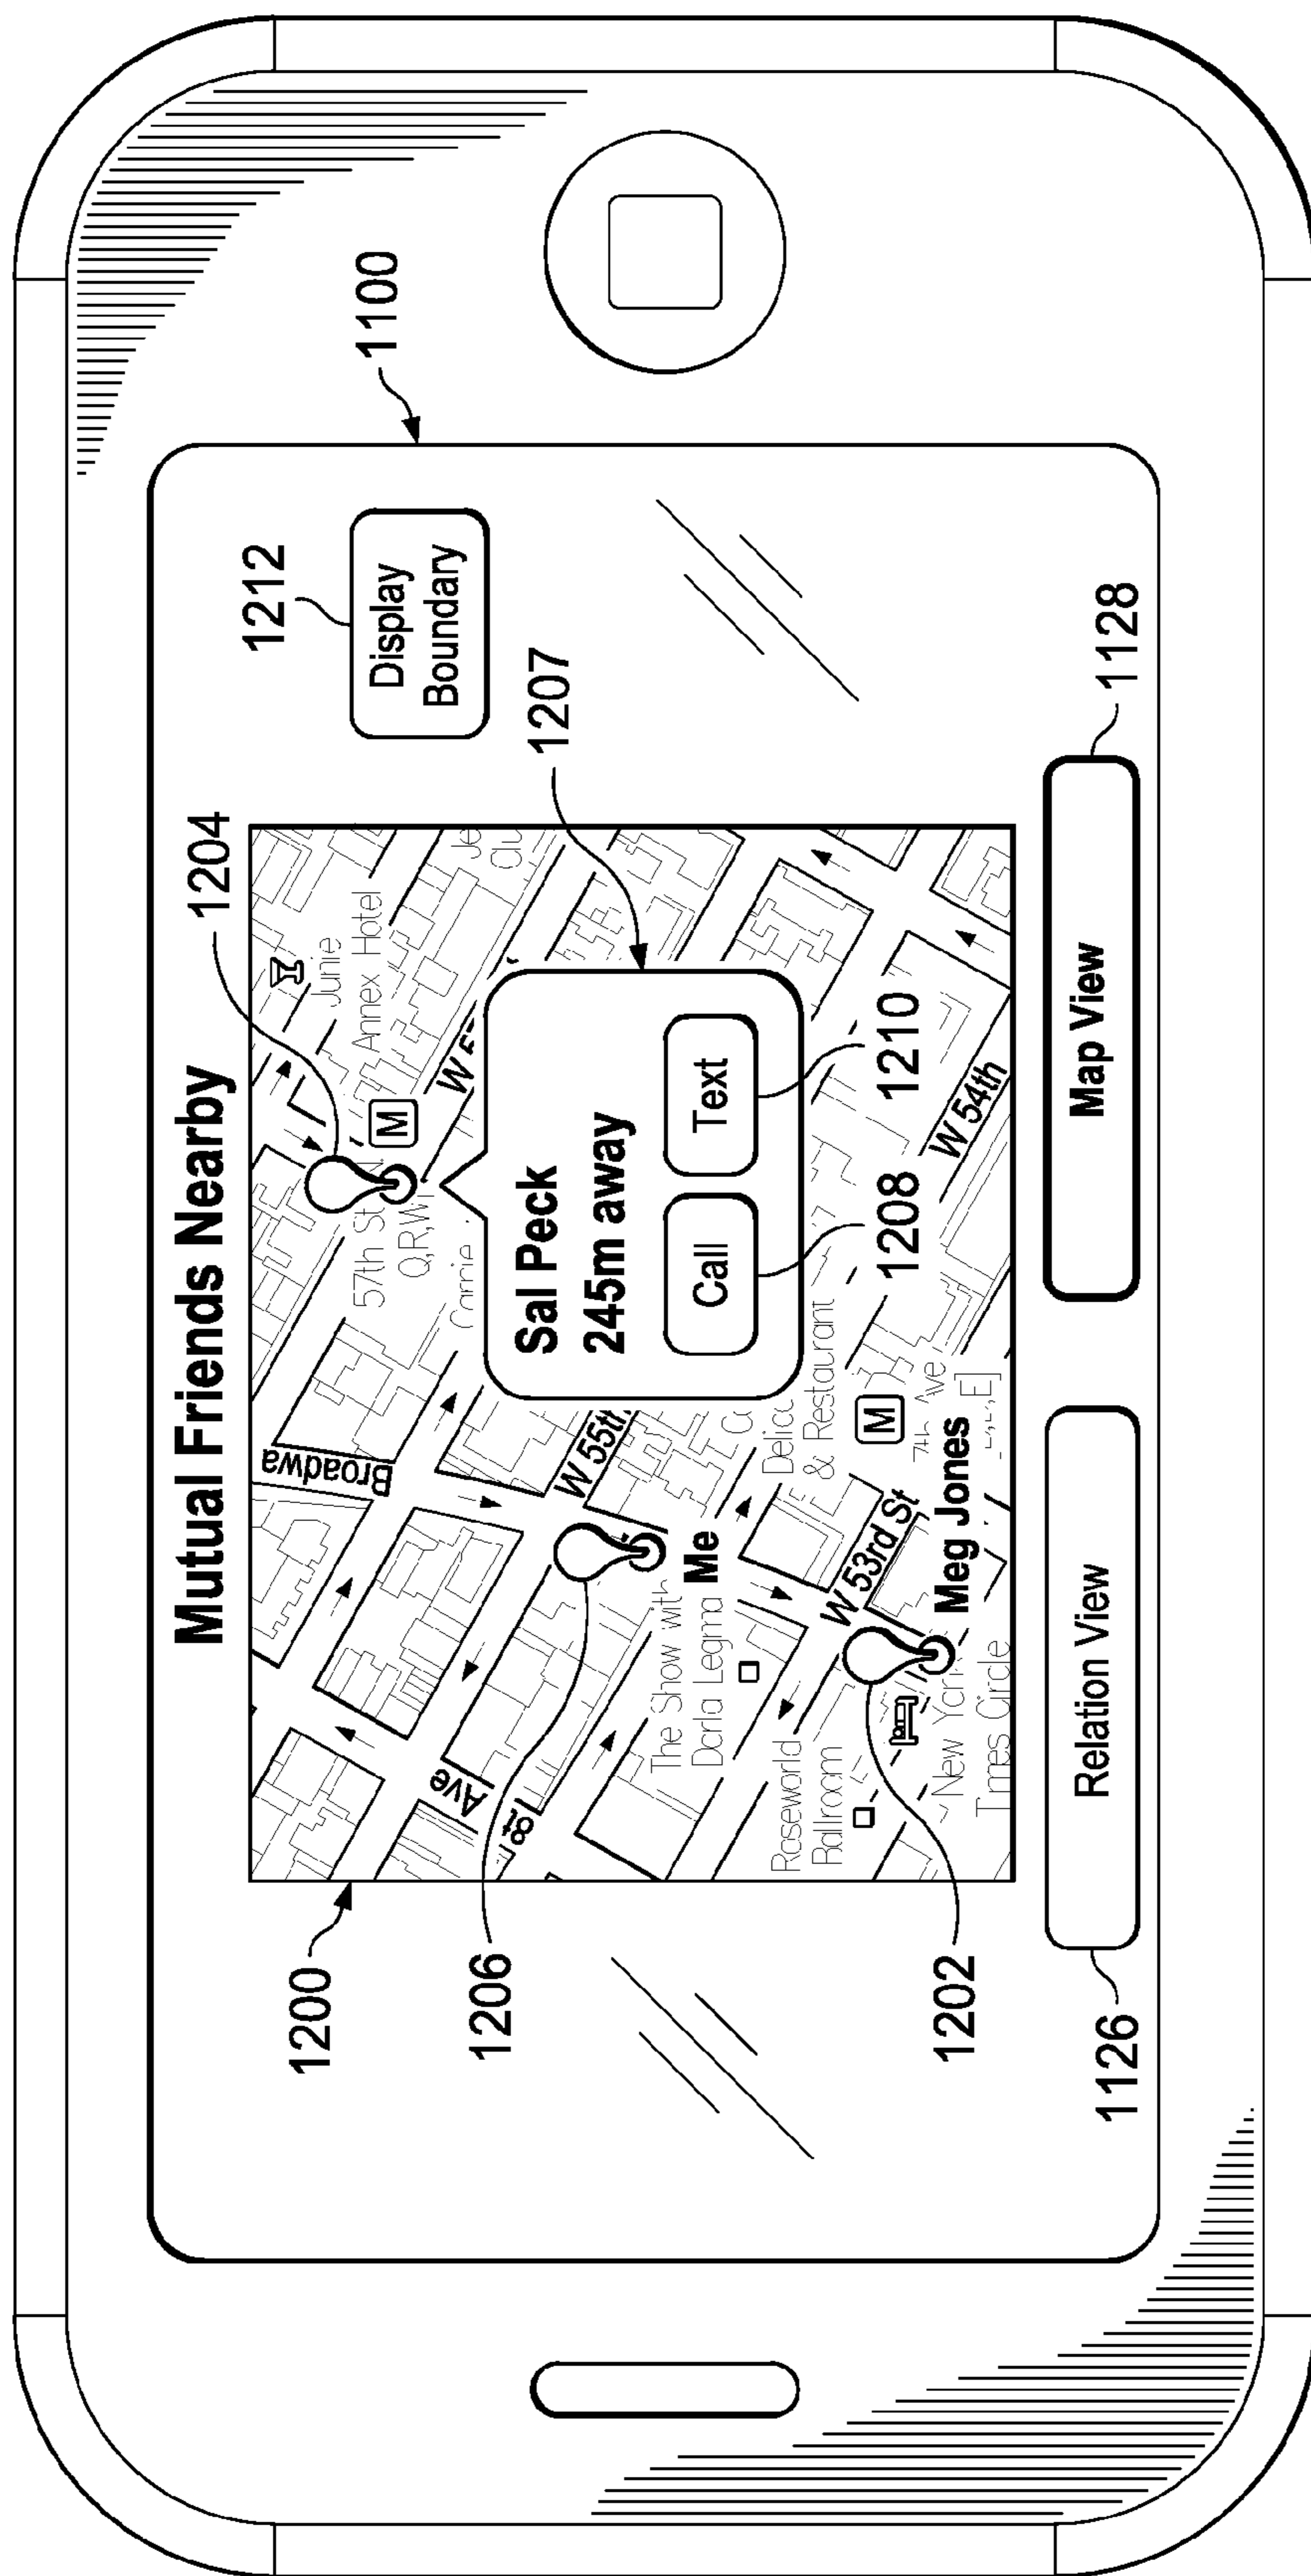 Mutual Friends Nearby
1204
1212
Display
Boundary
1100
1200
Broadwa
Junie
Annex Hotel
57th St
Q,R,W
M
1207
Sal Peck
245m away
Call
Text
1208
1210
8t
Ave
W 55th
1206
Me
The Show with
Darla Legma
& Restaurant
M
7th Ave
W 54th
W 53rd St
Meg Jones
Roseworld
Ballroom
New York
Times Circle
1202
1126
Relation View
Map View
1128